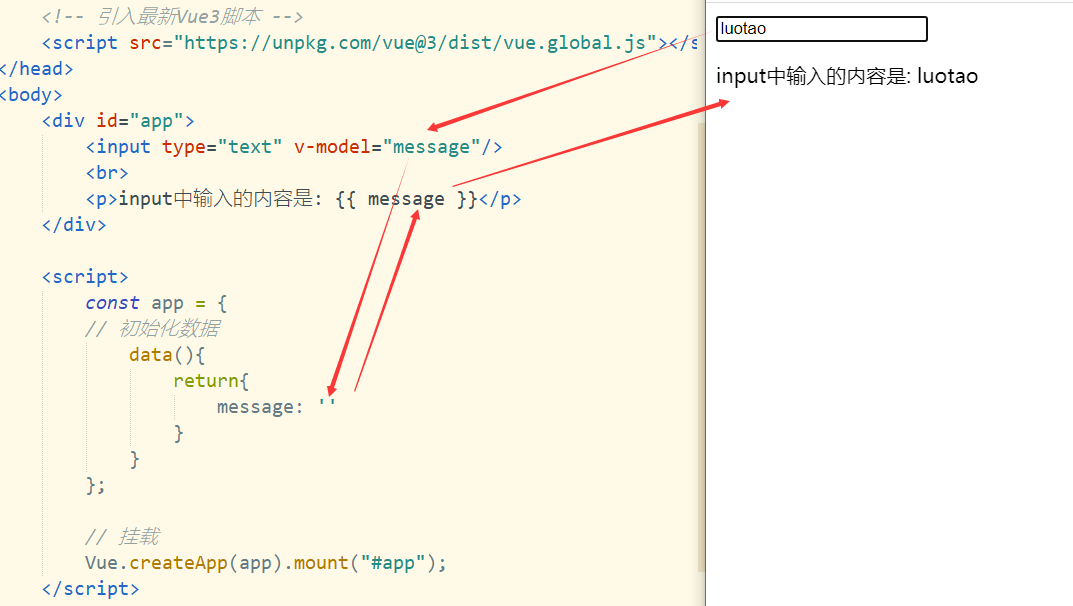 <!-- 引入最新Vue3脚本 -->
<script src="https://unpkg.com/vue@3/dist/vue.global.js"></s
</head>
<body>
<div id="app">
<input type="text" v-model="message"/>
<br>
<p>input中输入的内容是: {{ message }}</p>
</div>
<script>
const app = {
// 初始化数据
data(){
return{
message: ''
}
}
};
// 挂载
Vue.createApp(app).mount("#app");
</script>
luotao
input中输入的内容是: luotao